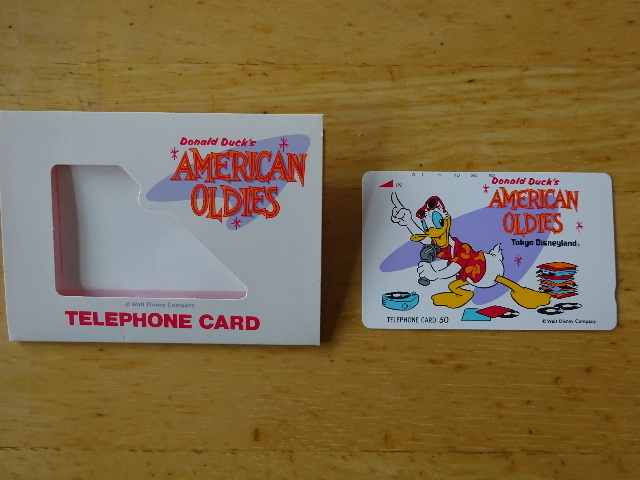 Donald Duck's
AMERICAN
OLDIES
© Walt Disney Company
TELEPHONE CARD
IN
Donald Duck's
AMERICAN
OLDIES
Tokyo Disneyland®
TELEPHONE CARD 50
© Walt Disney Company